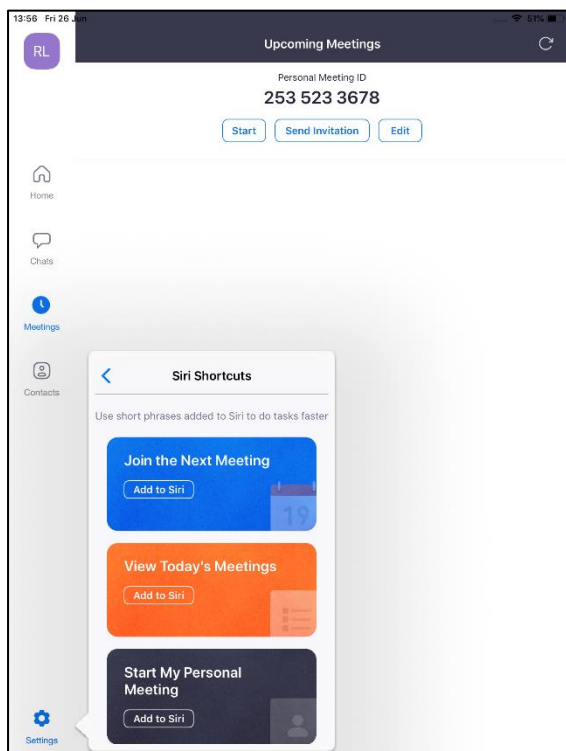 13:56 Fri 26 Jun
51%
RL
Upcoming Meetings
Personal Meeting ID
253 523 3678
Start
Send Invitation
Edit
Home
Chats
Meetings
Contacts
Siri Shortcuts
Use short phrases added to Siri to do tasks faster
Join the Next Meeting
Add to Siri
19
View Today's Meetings
Add to Siri
Start My Personal
Meeting
Add to Siri
Settings